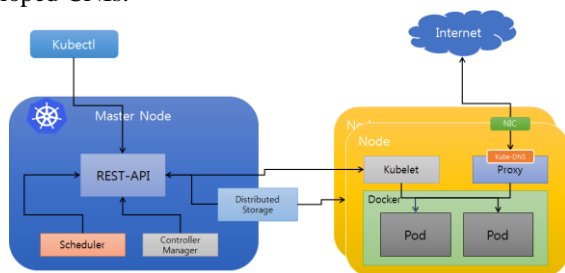 loped CNIs.
Kubectl
Internet
Master Node
REST-API
Scheduler
Controller
Manager
Distributed
Storage
Node
NIC
Node
Kube-DNS
Kubelet
Proxy
Docker
Pod
Pod